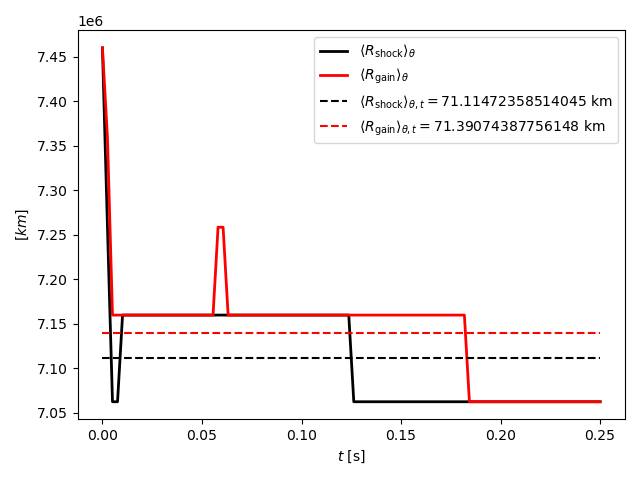 1e6
7.45
7.40
7.35
7.30
7.25
7.20
7.15
7.10
7.05
[km]
⟨R_shock⟩_θ
⟨R_gain⟩_θ
⟨R_shock⟩_θ,t = 71.11472358514045 km
⟨R_gain⟩_θ,t = 71.39074387756148 km
0.00 0.05 0.10 0.15 0.20 0.25
t [s]